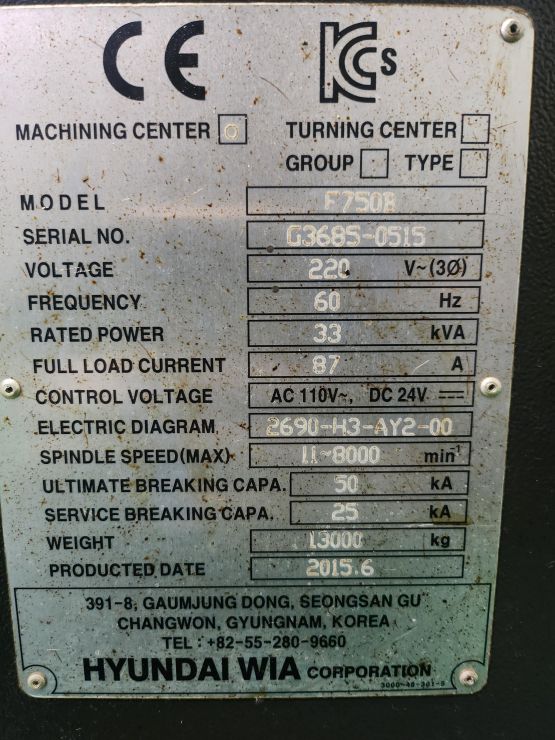 CE KCs
MACHINING CENTER TURNING CENTER
GROUP TYPE
MODEL F750B
SERIAL NO. G3685-0515
VOLTAGE 220 V~(3Ø)
FREQUENCY 60 Hz
RATED POWER 33 kVA
FULL LOAD CURRENT 87 A
CONTROL VOLTAGE AC 110V~, DC 24V ⎓
ELECTRIC DIAGRAM 2690-H3-AY2-00
SPINDLE SPEED(MAX) 11~8000 min⁻¹
ULTIMATE BREAKING CAPA. 50 kA
SERVICE BREAKING CAPA. 25 kA
WEIGHT 13000 kg
PRODUCTED DATE 2015.6
391-8, GAUMJUNG DONG, SEONGSAN GU
CHANGWON, GYUNGNAM, KOREA
TEL : +82-55-280-9660
HYUNDAI WIA CORPORATION